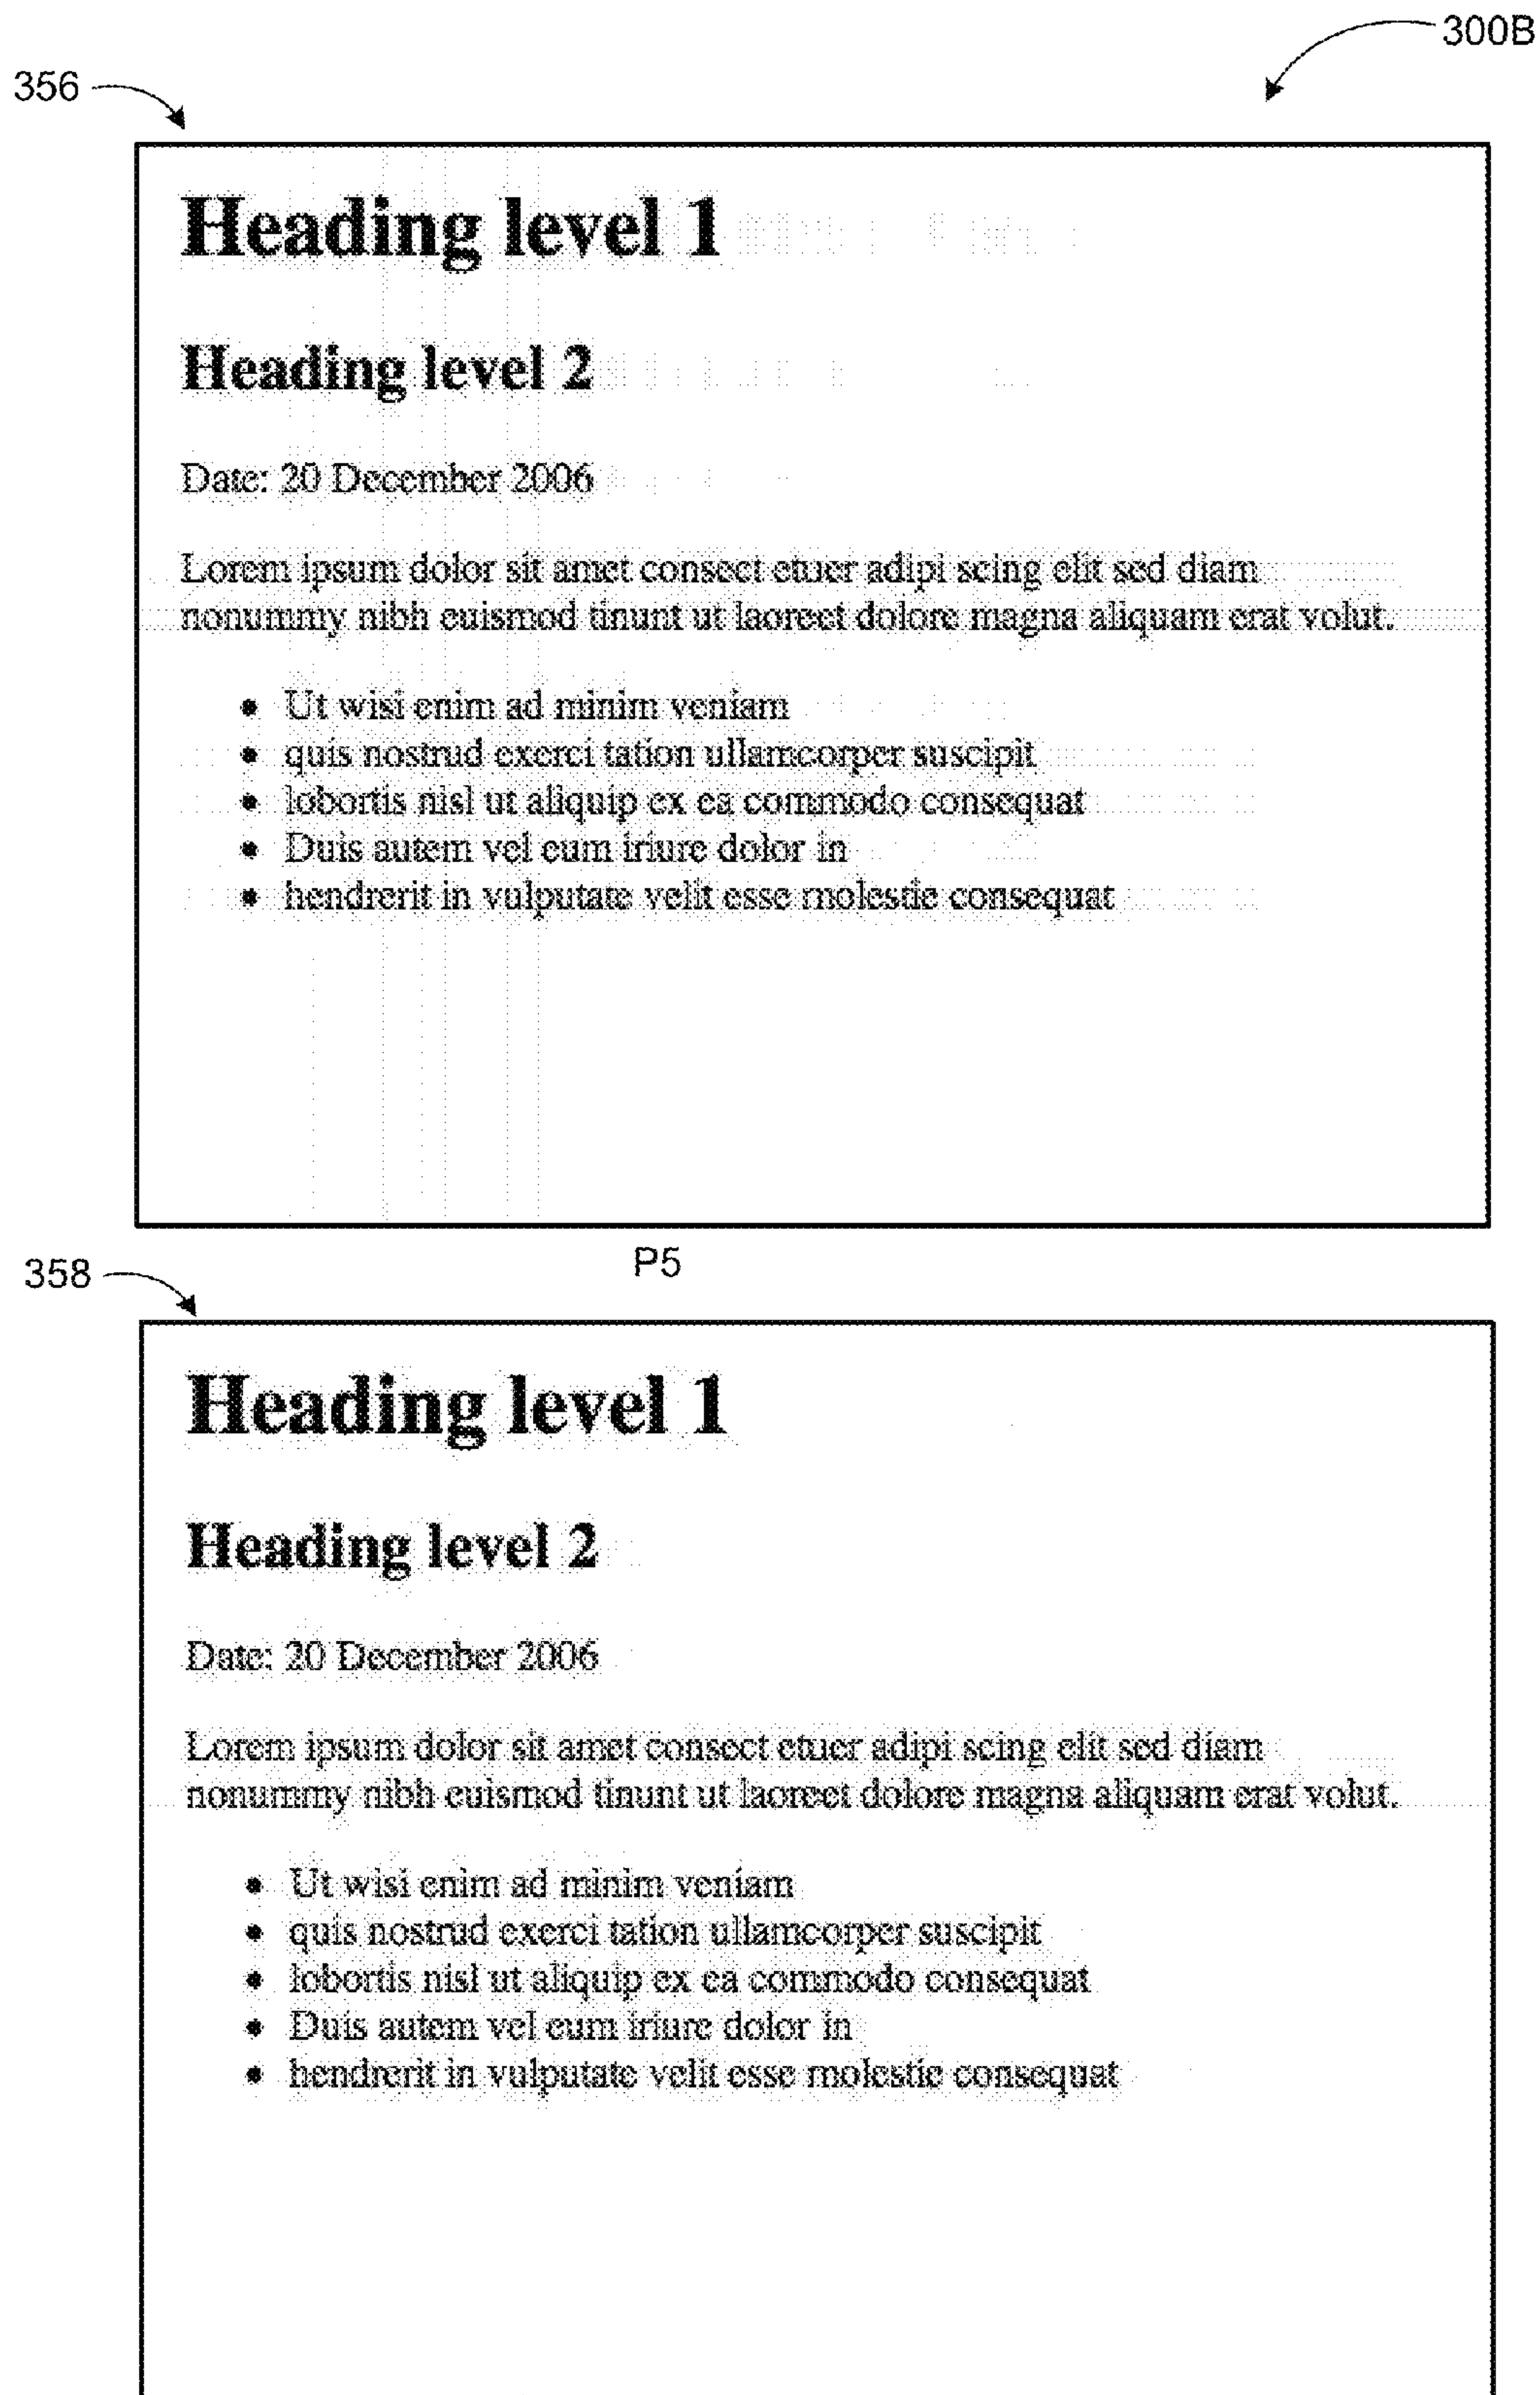 300B
356
Heading level 1
Heading level 2
Date: 20 December 2006
Lorem ipsum dolor sit amet consect etuer adipi scing elit sed diam
nonummy nibh euismod tinunt ut laoreet dolore magna aliquam erat volut.
• Ut wisi enim ad minim veniam
• quis nostrud exerci tation ullamcorper suscipit
• lobortis nisl ut aliquip ex ea commodo consequat
• Duis autem vel eum iriure dolor in
• hendrerit in vulputate velit esse molestie consequat
P5
358
Heading level 1
Heading level 2
Date: 20 December 2006
Lorem ipsum dolor sit amet consect etuer adipi scing elit sed diam
nonummy nibh euismod tinunt ut laoreet dolore magna aliquam erat volut.
• Ut wisi enim ad minim veniam
• quis nostrud exerci tation ullamcorper suscipit
• lobortis nisl ut aliquip ex ea commodo consequat
• Duis autem vel eum iriure dolor in
• hendrerit in vulputate velit esse molestie consequat